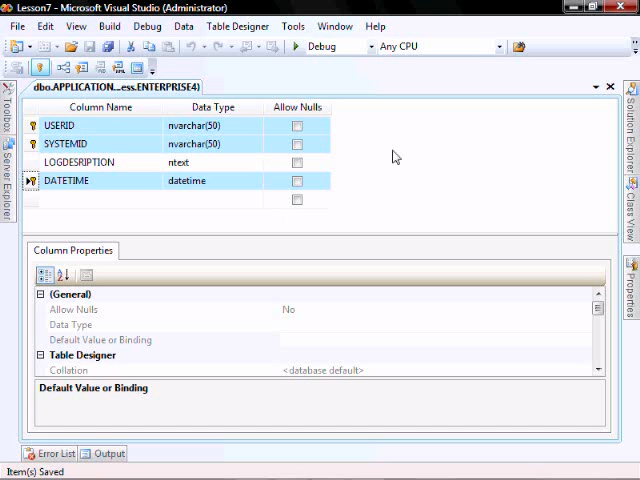 Lesson7 - Microsoft Visual Studio (Administrator)
File Edit View Build Debug Data Table Designer Tools Window Help
Debug Any CPU
dbo.APPLICATION...ess.ENTERPRISE4)
Column Name Data Type Allow Nulls
USERID nvarchar(50)
SYSTEMID nvarchar(50)
LOGDESRIPTION ntext
DATETIME datetime
Toolbox
Server Explorer
Solution Explorer
Class View
Properties
Column Properties
(General)
Allow Nulls No
Data Type
Default Value or Binding
Table Designer
Collation <database default>
Default Value or Binding
Error List Output
Item(s) Saved